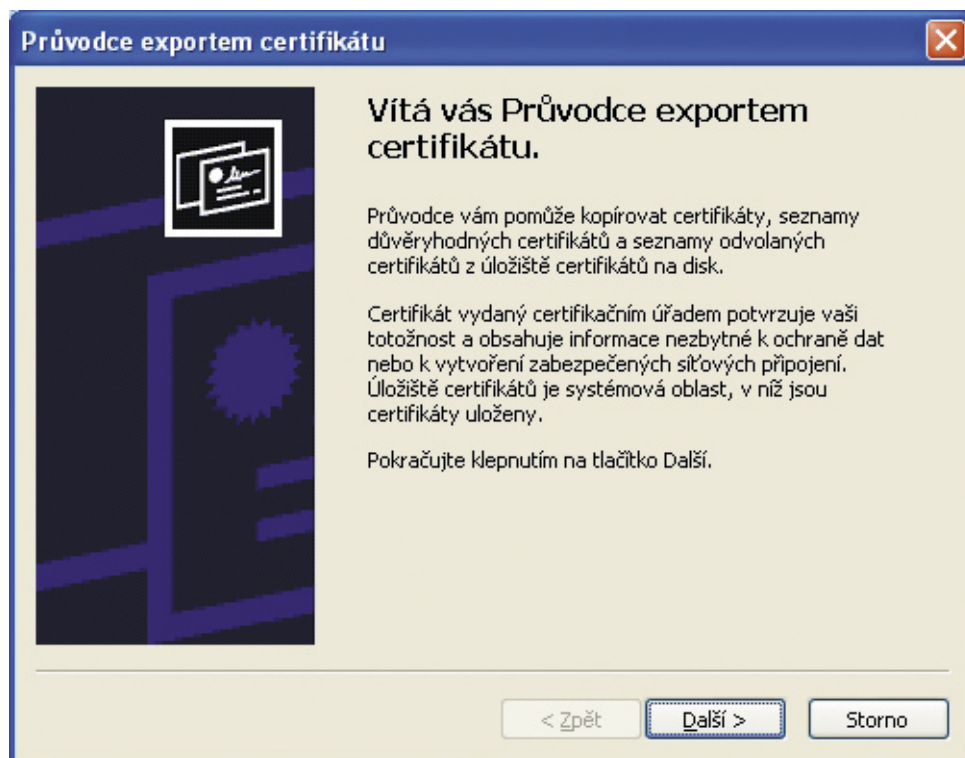 Průvodce exportem certifikátu
Vítá vás Průvodce exportem
certifikátu.
Průvodce vám pomůže kopírovat certifikáty, seznamy
důvěryhodných certifikátů a seznamy odvolaných
certifikátů z úložiště certifikátů na disk.
Certifikát vydaný certifikačním úřadem potvrzuje vaši
totožnost a obsahuje informace nezbytné k ochraně dat
nebo k vytvoření zabezpečených síťových připojení.
Úložiště certifikátů je systémová oblast, v níž jsou
certifikáty uloženy.
Pokračujte klepnutím na tlačítko Další.
< Zpět
Další >
Storno